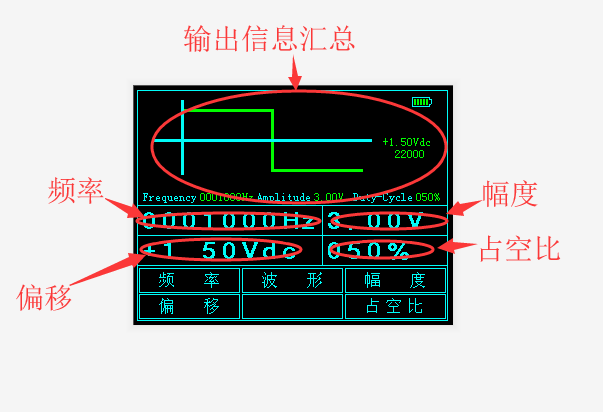 输出信息汇总
+1.50Vdc
22000
Frequency 0001000Hz Amplitude 3.00V Duty-Cycle 050%
频率
幅度
0001000Hz 3.00V
+1.50Vdc 050%
占空比
偏移
频 率 波 形 幅 度
偏 移 占空比